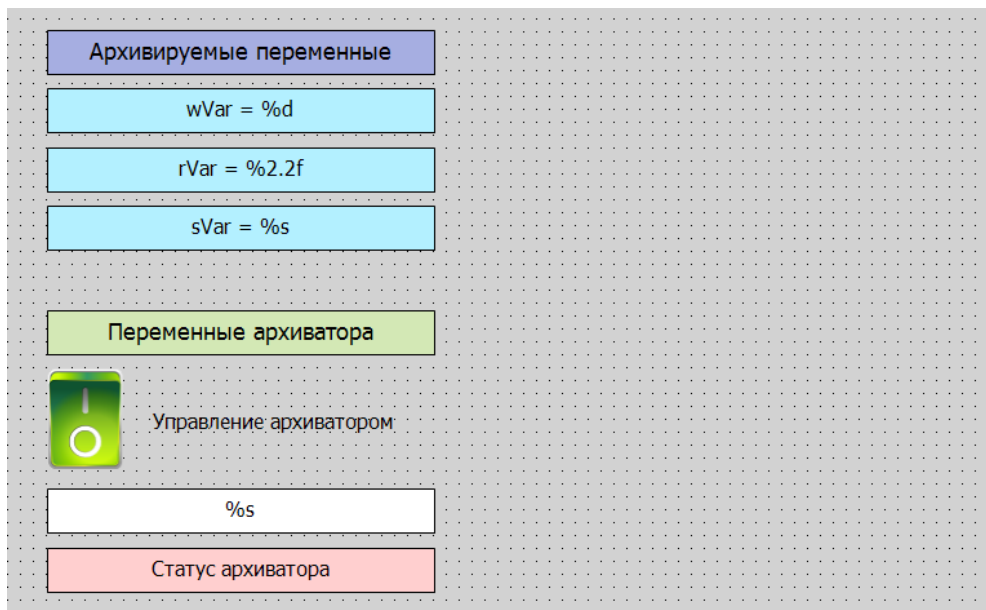 Архивируемые переменные
wVar = %d
rVar = %2.2f
sVar = %s
Переменные архиватора
Управление архиватором
%s
Статус архиватора